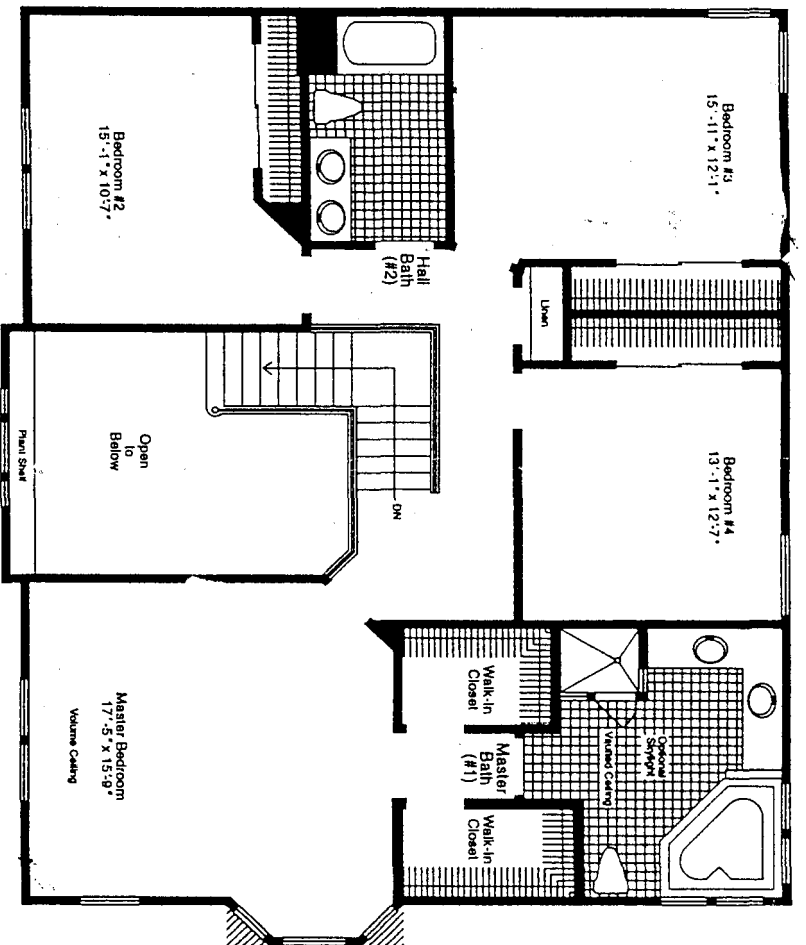 Bedroom #2
15'-1" x 10'-7"
Hall
Bath
(#2)
Bedroom #3
15'-11" x 12'-1"
Linen
Bedroom #4
13'-1" x 12'-7"
Open
to
Below
Plant Shelf
DN
Master Bedroom
17'-5" x 15'-9"
Volume Ceiling
Walk-In
Closet
Master
Bath
(#1)
Walk-In
Closet
Optional
Skylight
Vaulted Ceiling